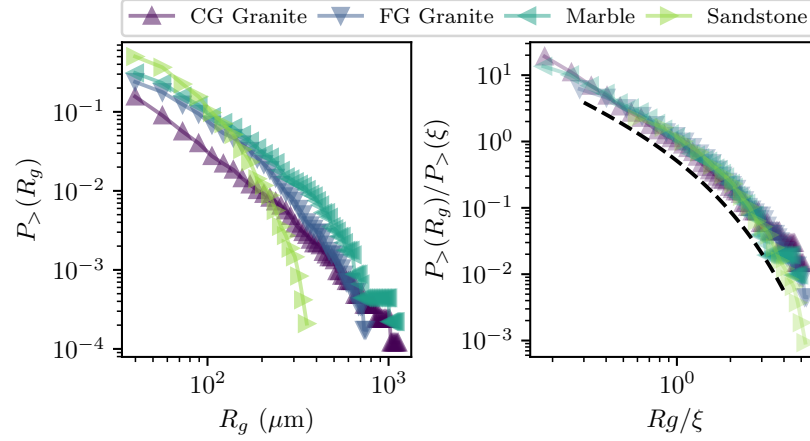 CG Granite FG Granite Marble Sandstone
P_>(R_g)
10^{-1}
10^{-2}
10^{-3}
10^{-4}
10^2 10^3
R_g (μm)
P_>(R_g)/P_>(ξ)
10^1
10^0
10^{-1}
10^{-2}
10^{-3}
10^0
Rg/ξ